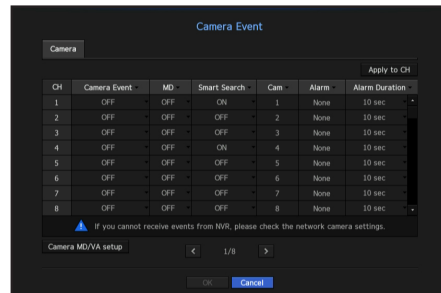 Camera Event
Camera
Apply to CH
CH Camera Event MD Smart Search Cam Alarm Alarm Duration
1 OFF OFF ON 1 None 10 sec
2 OFF OFF OFF 2 None 10 sec
3 OFF OFF OFF 3 None 10 sec
4 OFF OFF ON 4 None 10 sec
5 OFF OFF OFF 5 None 10 sec
6 OFF OFF OFF 6 None 10 sec
7 OFF OFF OFF 7 None 10 sec
8 OFF OFF OFF 8 None 10 sec
If you cannot receive events from NVR, please check the network camera settings.
Camera MD/VA setup < 1/8 >
OK Cancel